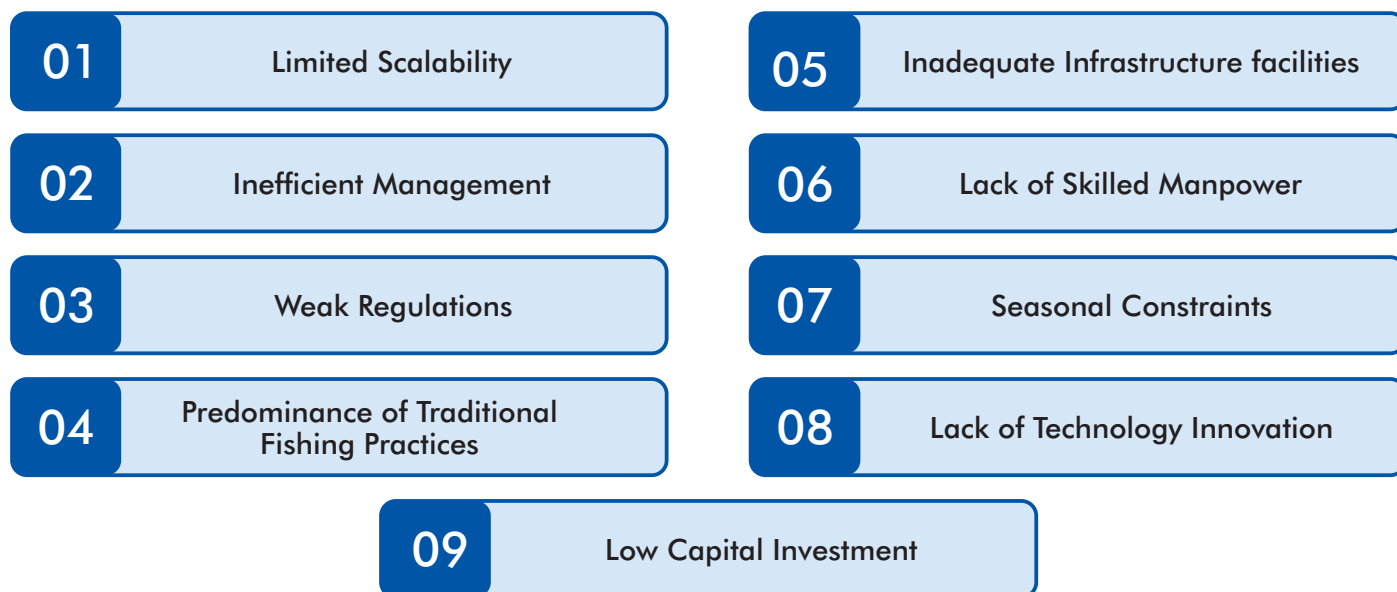 01
Limited Scalability
02
Inefficient Management
03
Weak Regulations
04
Predominance of Traditional
Fishing Practices
05
Inadequate Infrastructure facilities
06
Lack of Skilled Manpower
07
Seasonal Constraints
08
Lack of Technology Innovation
09
Low Capital Investment